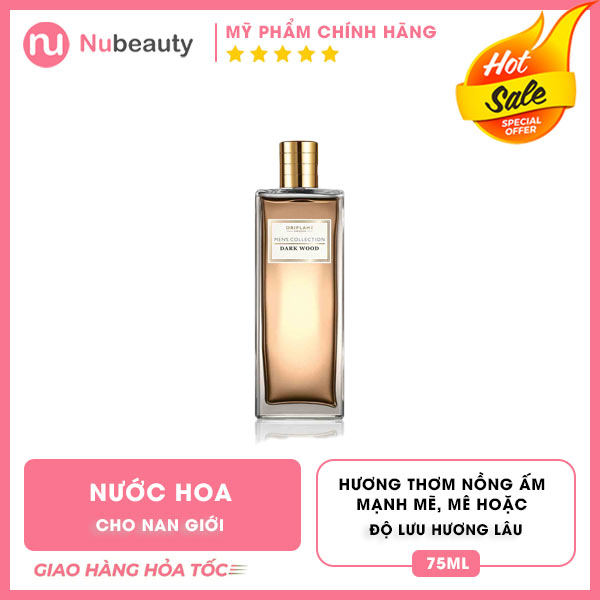 nu Nubeauty
MỸ PHẨM CHÍNH HÃNG
Hot
Sale
SPECIAL
OFFER
ORIFLAME
SWEDEN
MENS COLLECTION
DARK WOOD
NƯỚC HOA
CHO NAN GIỚI
HƯƠNG THƠM NỒNG ẤM
MẠNH MẼ, MÊ HOẶC
ĐỘ LƯU HƯƠNG LÂU
GIAO HÀNG HỎA TỐC
75ML